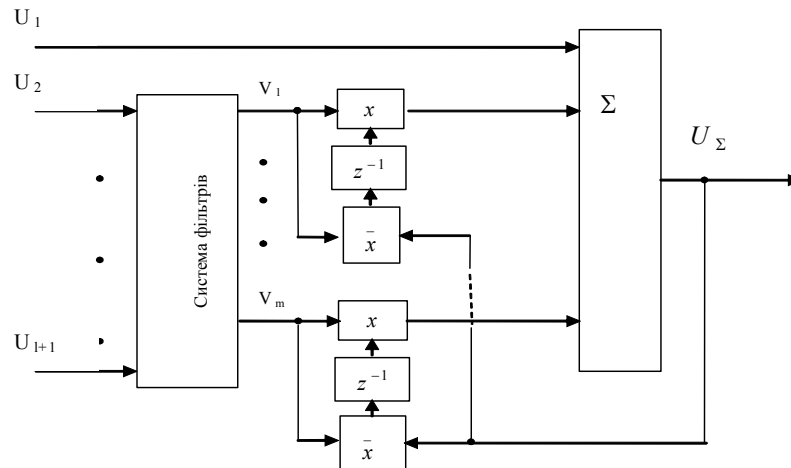 U 1
U 2
V 1
x
Σ
U Σ
z⁻¹
x̄
Система фільтрів
V m
x
U l+1
z⁻¹
x̄